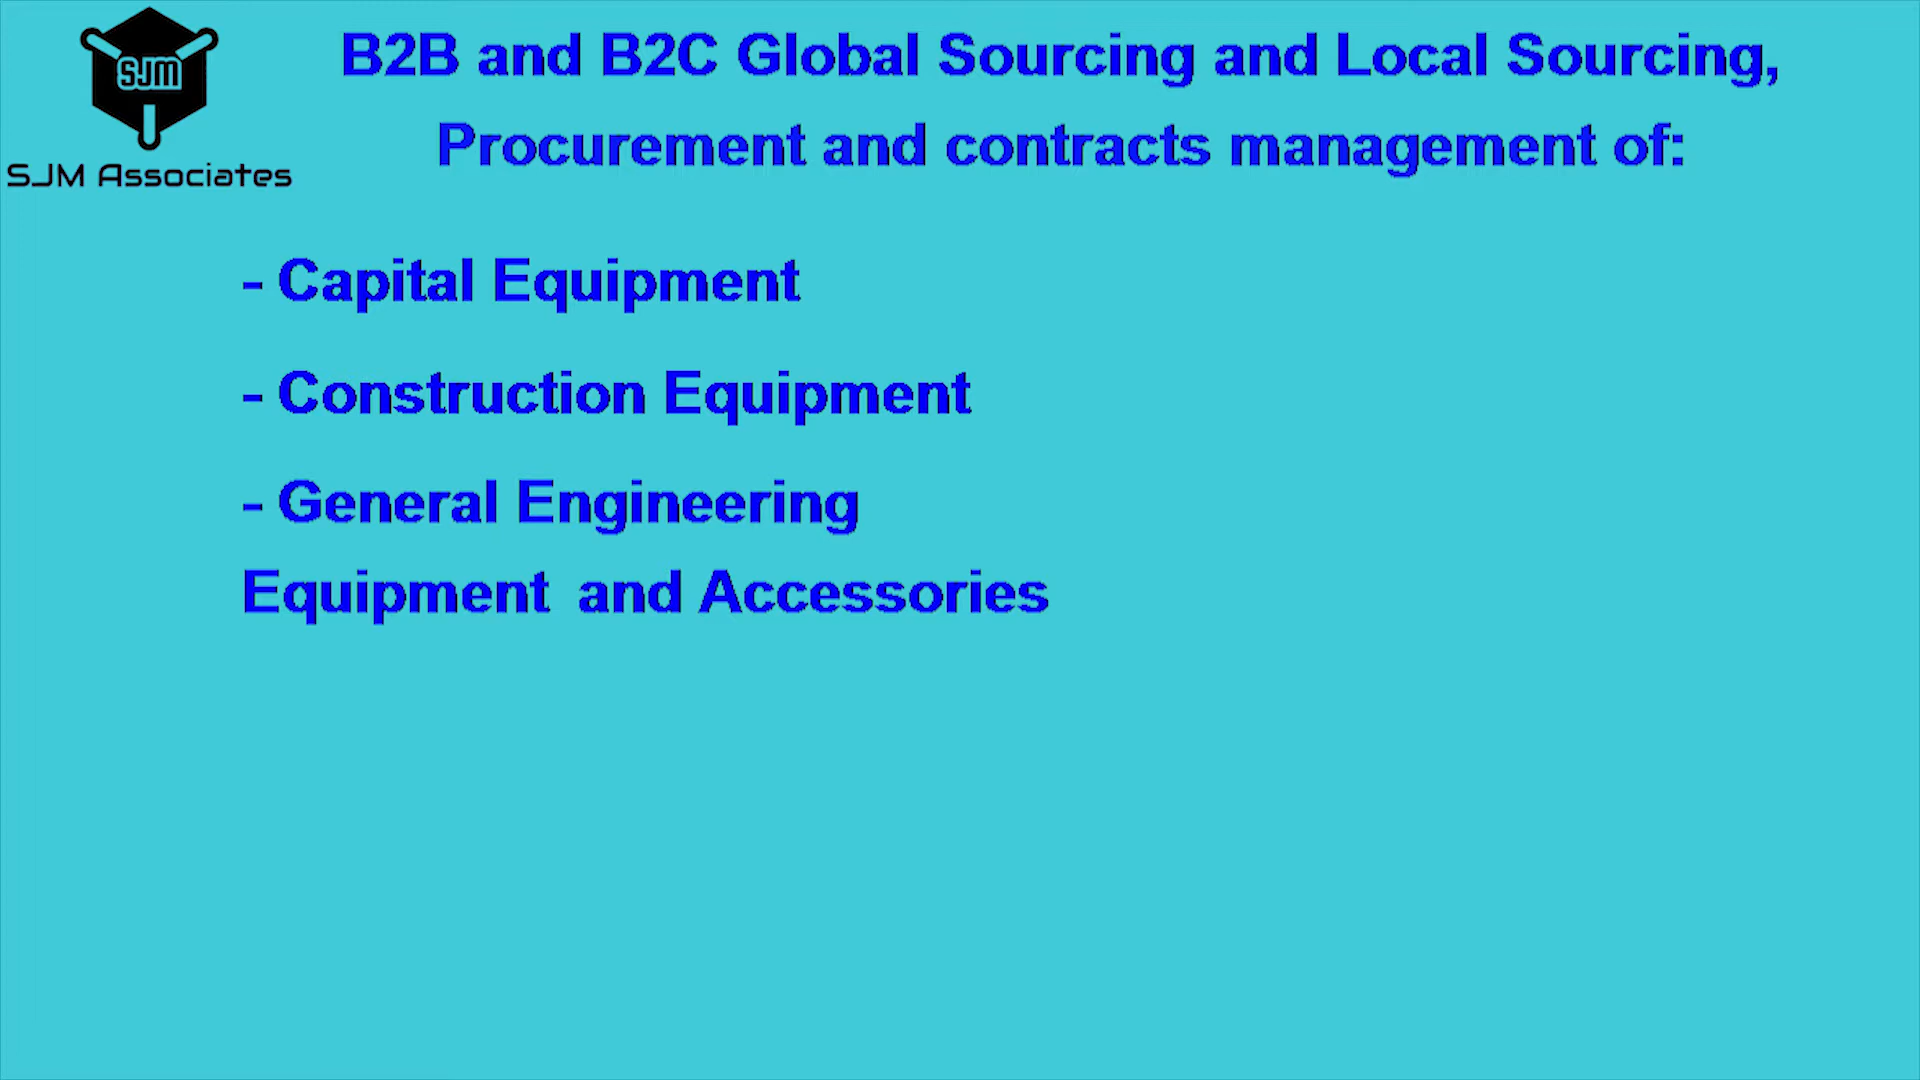 SJM
SJM Associates
B2B and B2C Global Sourcing and Local Sourcing,
Procurement and contracts management of:
- Capital Equipment
- Construction Equipment
- General Engineering
Equipment and Accessories